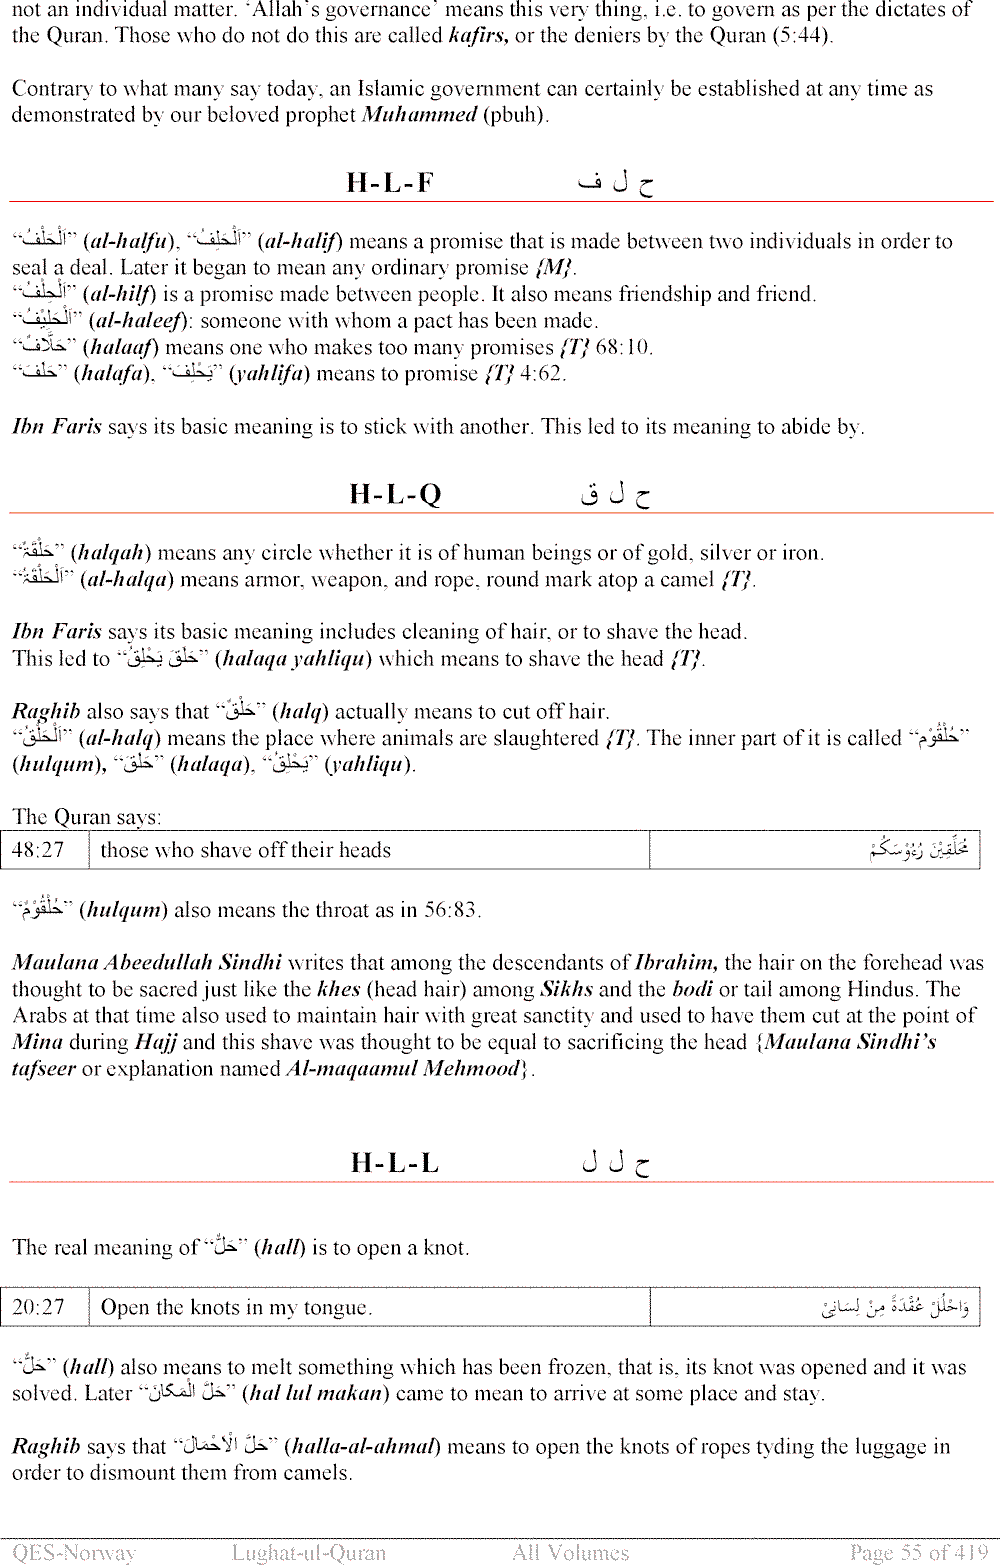 not an individual matter. ‘Allah’s governance’ means this very thing, i.e. to govern as per the dictates of
the Quran. Those who do not do this are called kafirs, or the deniers by the Quran (5:44).
Contrary to what many say today, an Islamic government can certainly be established at any time as
demonstrated by our beloved prophet Muhammed (pbuh).
H-L-F ح ل ف
“اَلْحَلْفُ” (al-halfu), “اَلْحَلِفُ” (al-halif) means a promise that is made between two individuals in order to
seal a deal. Later it began to mean any ordinary promise {M}.
“اَلْحِلْفُ” (al-hilf) is a promise made between people. It also means friendship and friend.
“اَلْحَلِيْفُ” (al-haleef): someone with whom a pact has been made.
“حَلَّافٌ” (halaaf) means one who makes too many promises {T} 68:10.
“حَلَفَ” (halafa), “يَحْلِفَ” (yahlifa) means to promise {T} 4:62.
Ibn Faris says its basic meaning is to stick with another. This led to its meaning to abide by.
H-L-Q ح ل ق
“حَلْقَۃٌ” (halqah) means any circle whether it is of human beings or of gold, silver or iron.
“اَلْحَلْقَۃُ” (al-halqa) means armor, weapon, and rope, round mark atop a camel {T}.
Ibn Faris says its basic meaning includes cleaning of hair, or to shave the head.
This led to “حَلَقَ يَحْلِقُ” (halaqa yahliqu) which means to shave the head {T}.
Raghib also says that “حَلْقٌ” (halq) actually means to cut off hair.
“اَلْحَلْقُ” (al-halq) means the place where animals are slaughtered {T}. The inner part of it is called “حُلْقُوْم”
(hulqum), “حَلَقَ” (halaqa), “يَحْلِقُ” (yahliqu).
The Quran says:
48:27 those who shave off their heads مُحَلِّقِيْنَ رُءُوْسَكُمْ
“حُلْقُوْمٌ” (hulqum) also means the throat as in 56:83.
Maulana Abeedullah Sindhi writes that among the descendants of Ibrahim, the hair on the forehead was
thought to be sacred just like the khes (head hair) among Sikhs and the bodi or tail among Hindus. The
Arabs at that time also used to maintain hair with great sanctity and used to have them cut at the point of
Mina during Hajj and this shave was thought to be equal to sacrificing the head {Maulana Sindhi’s
tafseer or explanation named Al-maqaamul Mehmood}.
H-L-L ح ل ل
The real meaning of “حَلٌّ” (hall) is to open a knot.
20:27 Open the knots in my tongue. وَاحْلُلْ عُقْدَۃً مِنْ لِسَانِیْ
“حَلٌّ” (hall) also means to melt something which has been frozen, that is, its knot was opened and it was
solved. Later “حَلَّ الْمَکَانَ” (hal lul makan) came to mean to arrive at some place and stay.
Raghib says that “حَلَّ الْاَحْمَالَ” (halla-al-ahmal) means to open the knots of ropes tyding the luggage in
order to dismount them from camels.
QES-Norway Lughat-ul-Quran All Volumes Page 55 of 419